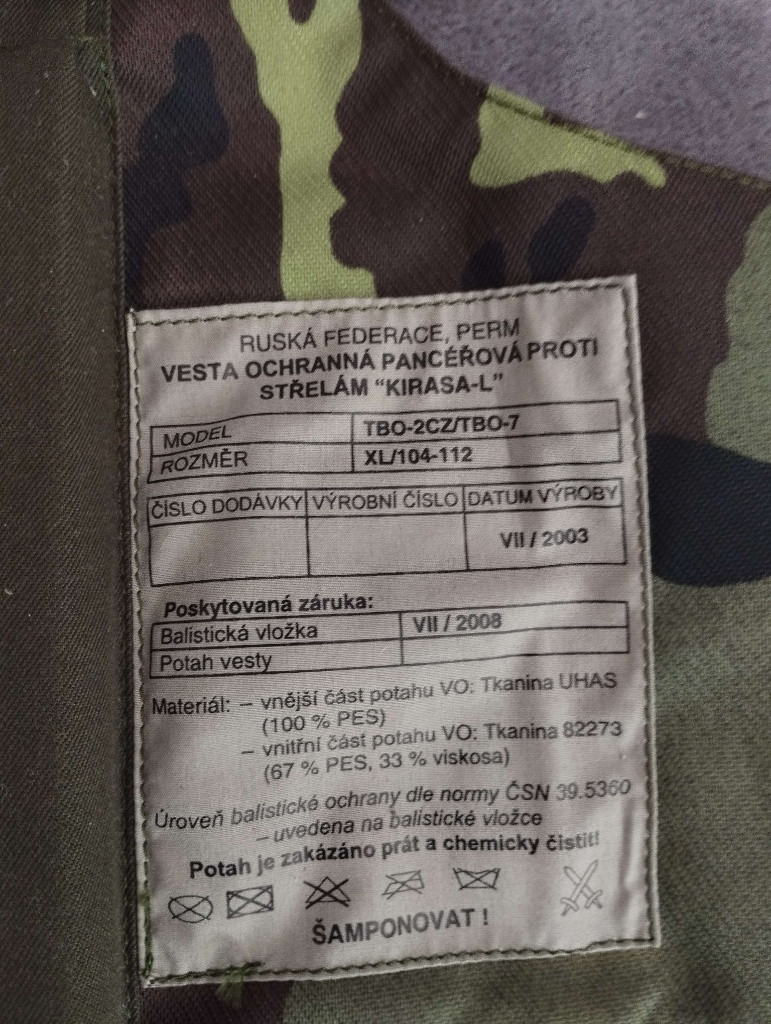 RUSKÁ FEDERACE, PERM
VESTA OCHRANNÁ PANCÉŘOVÁ PROTI
STŘELÁM "KIRASA-L"
MODEL TBO-2CZ/TBO-7
ROZMĚR XL/104-112
ČÍSLO DODÁVKY VÝROBNÍ ČÍSLO DATUM VÝROBY
VII / 2003
Poskytovaná záruka:
Balistická vložka VII / 2008
Potah vesty
Materiál: – vnější část potahu VO: Tkanina UHAS
(100 % PES)
– vnitřní část potahu VO: Tkanina 82273
(67 % PES, 33 % viskosa)
Úroveň balistické ochrany dle normy ČSN 39.5360
– uvedena na balistické vložce
Potah je zakázáno prát a chemicky čistit!
ŠAMPONOVAT !